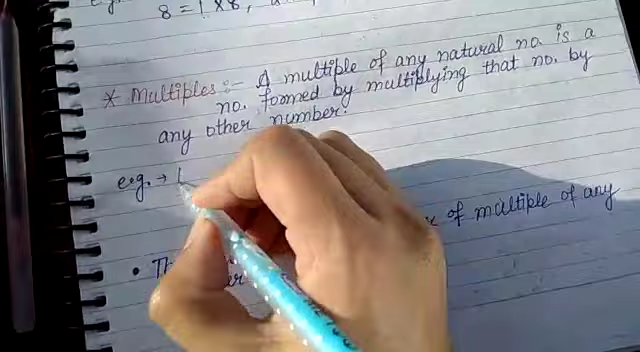 8 = 1 × 8,
* Multiples :- A multiple of any natural no. is a
no. formed by multiplying that no. by
any other number.
e.g. →
of multiple of any
• Th